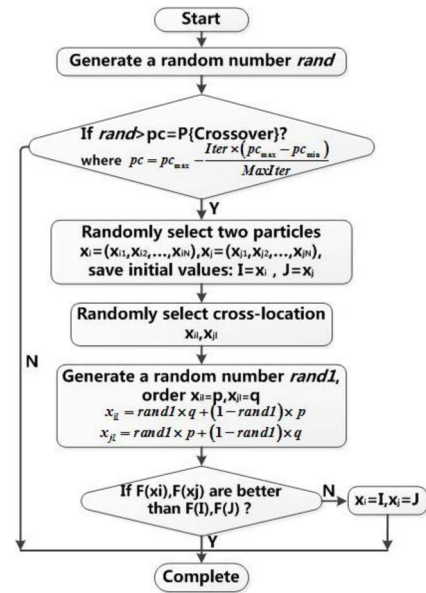 Start
Generate a random number rand
If rand>pc=P{Crossover}?
where pc = pc_max − Iter×(pc_max−pc_min) / MaxIter
Y
Randomly select two particles
xi=(xi1,xi2,...,xiN),xj=(xj1,xj2,...,xjN),
save initial values: I=xi , J=xj
Randomly select cross-location
xil,xjl
N
Generate a random number rand1,
order xil=p,xjl=q
xil = rand1×q+(1−rand1)×p
xjl = rand1×p+(1−rand1)×q
If F(xi),F(xj) are better
than F(I),F(J) ?
N
xi=I,xj=J
Y
Complete